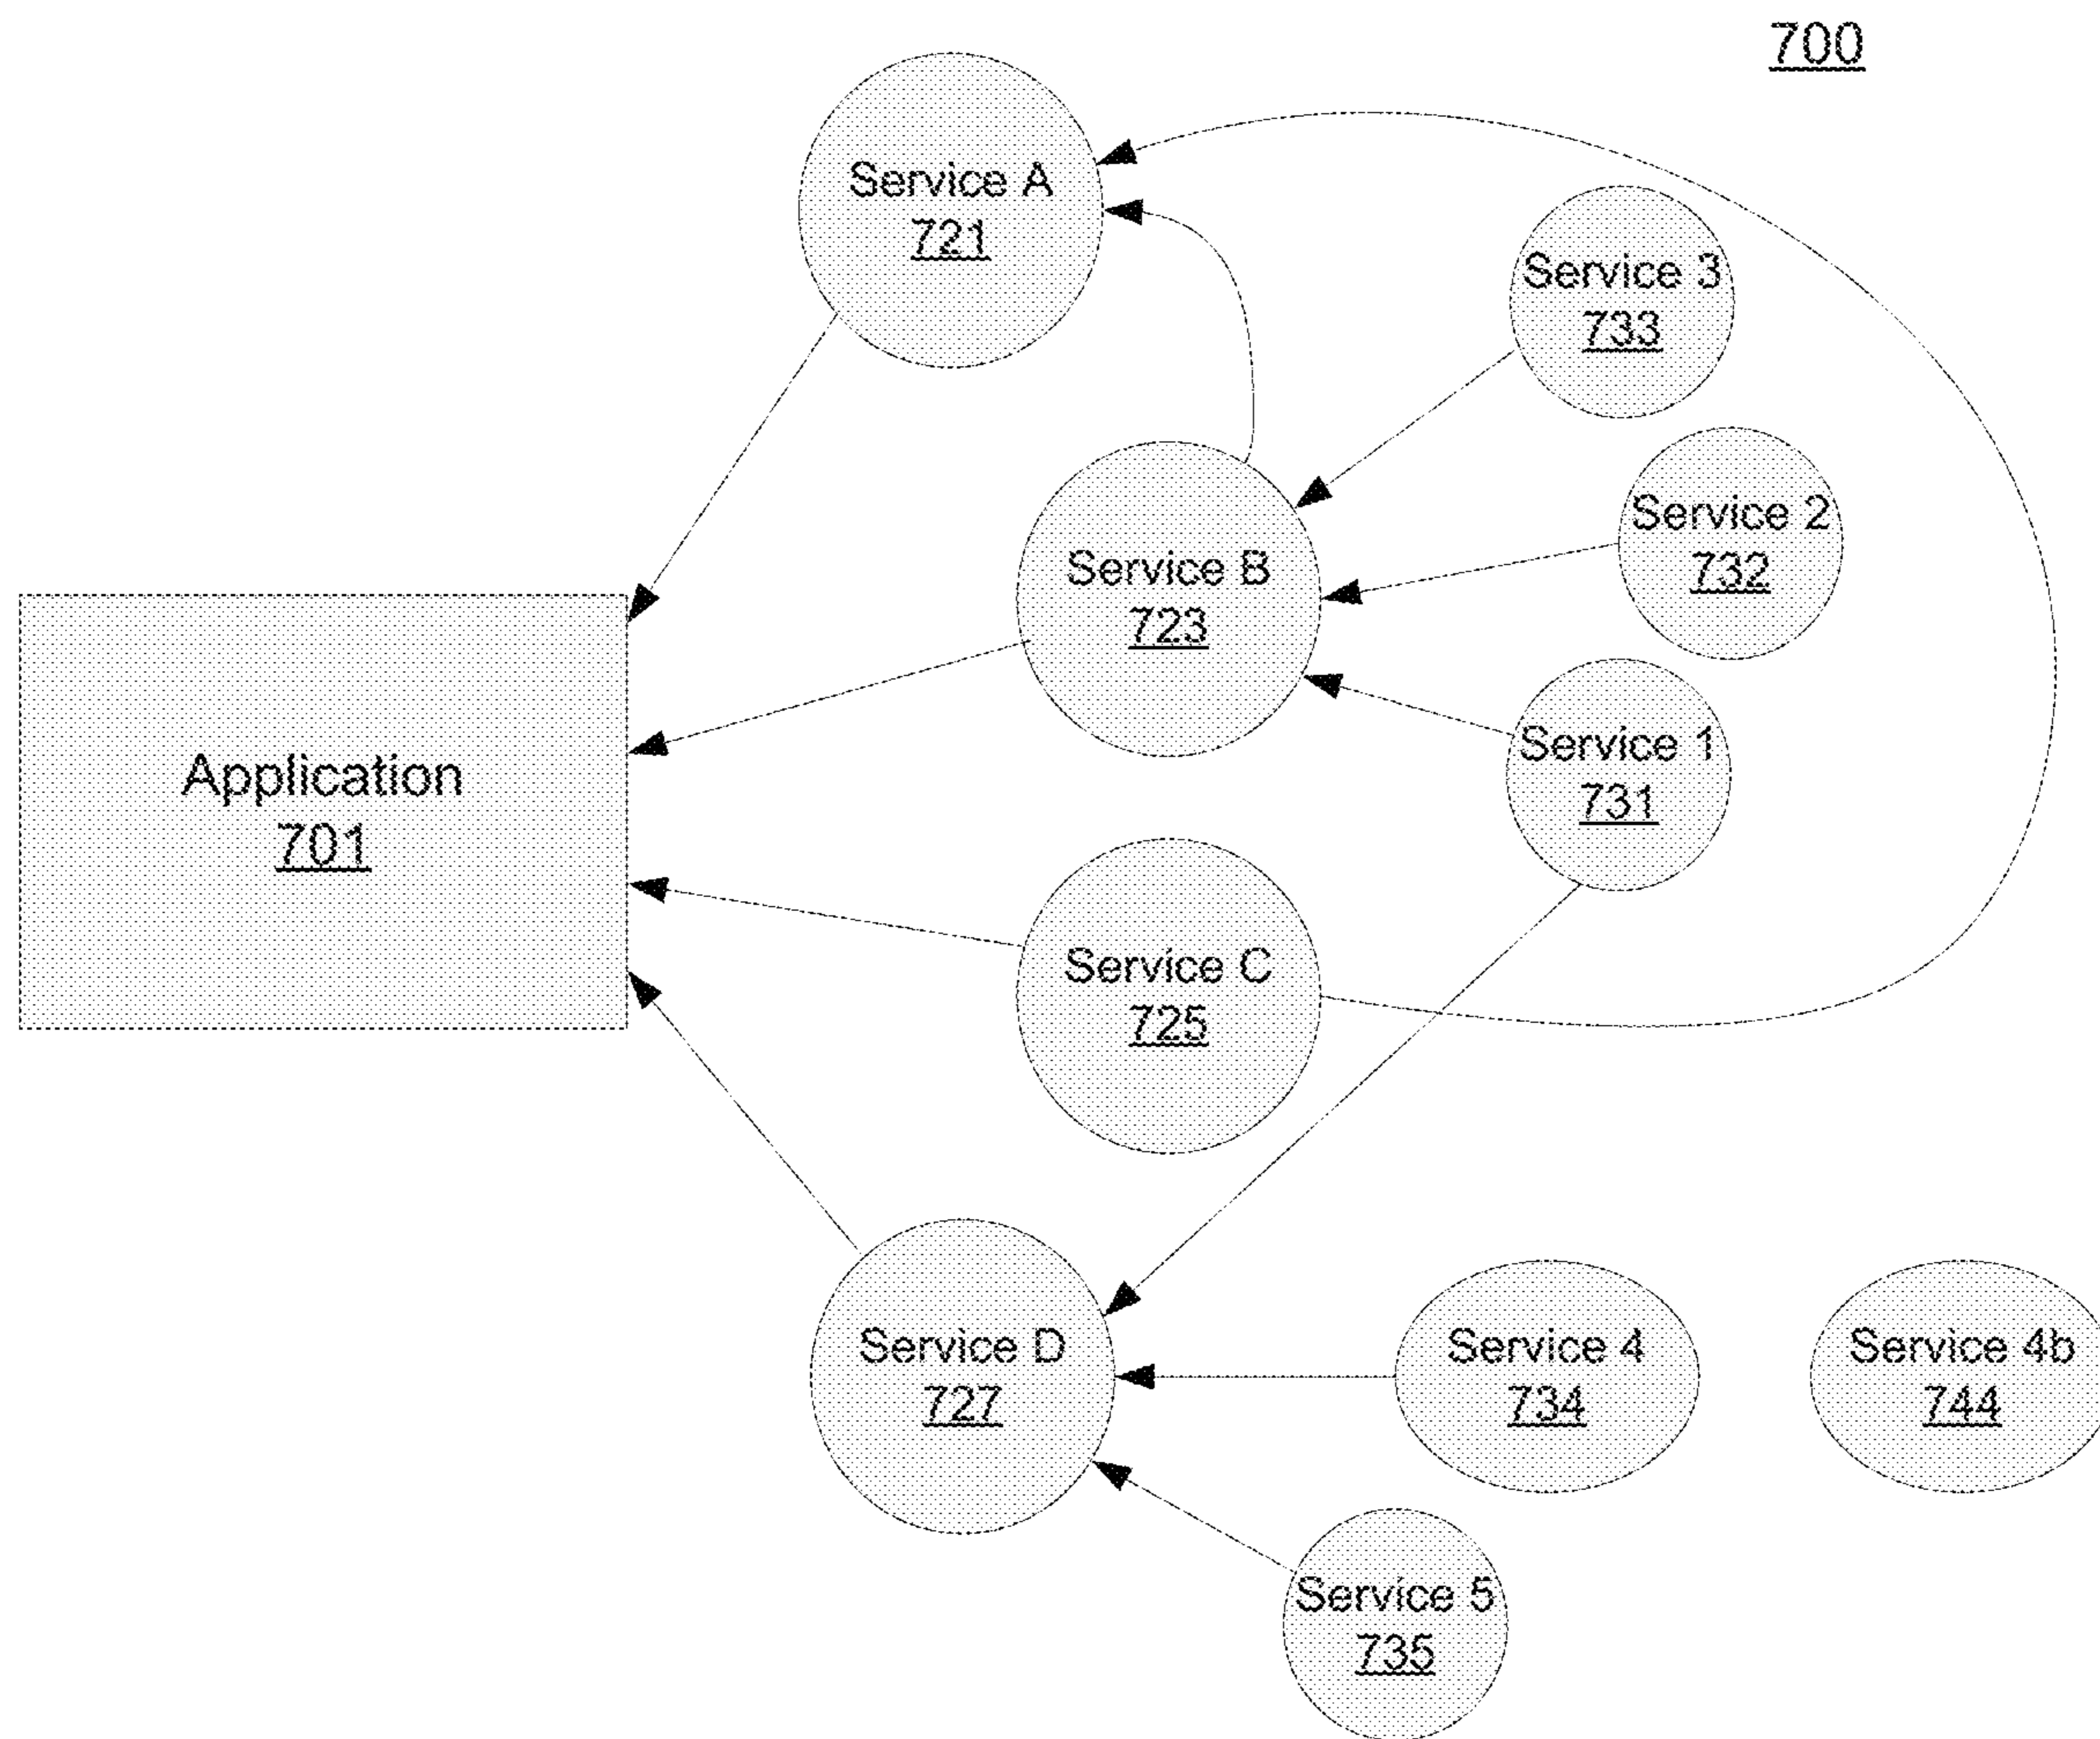 700
Service A
721
Service 3
733
Service 2
732
Service B
723
Service 1
731
Application
701
Service C
725
Service D
727
Service 4
734
Service 4b
744
Service 5
735